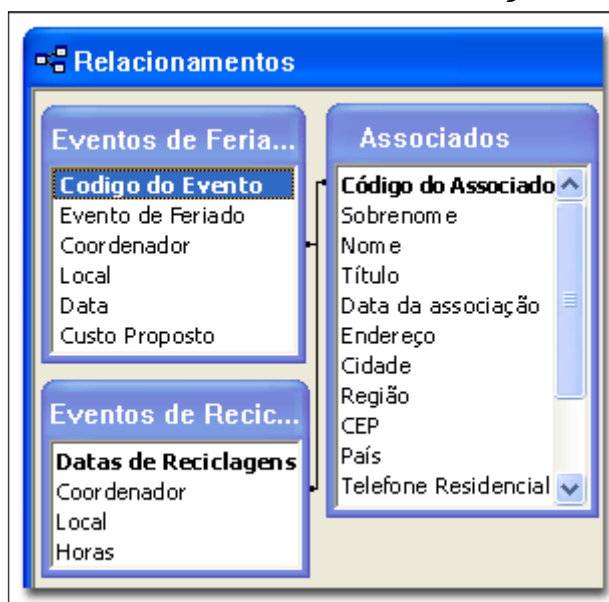 Relacionamentos
Eventos de Feria...
Codigo do Evento
Evento de Feriado
Coordenador
Local
Data
Custo Proposto
Associados
Código do Associado
Sobrenome
Nome
Título
Data da associação
Endereço
Cidade
Região
CEP
País
Telefone Residencial
Eventos de Recic...
Datas de Reciclagens
Coordenador
Local
Horas